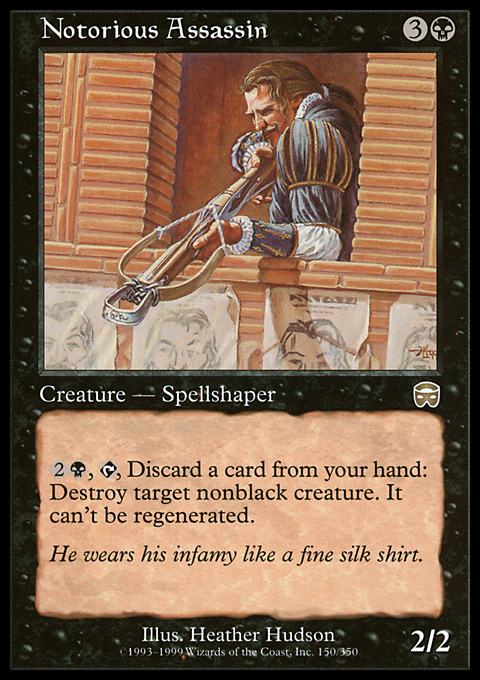 Notorious Assassin 3
Creature — Spellshaper
2, , Discard a card from your hand:
Destroy target nonblack creature. It
can't be regenerated.
He wears his infamy like a fine silk shirt.
Illus. Heather Hudson
2/2
©1993–1999 Wizards of the Coast, Inc. 150/350